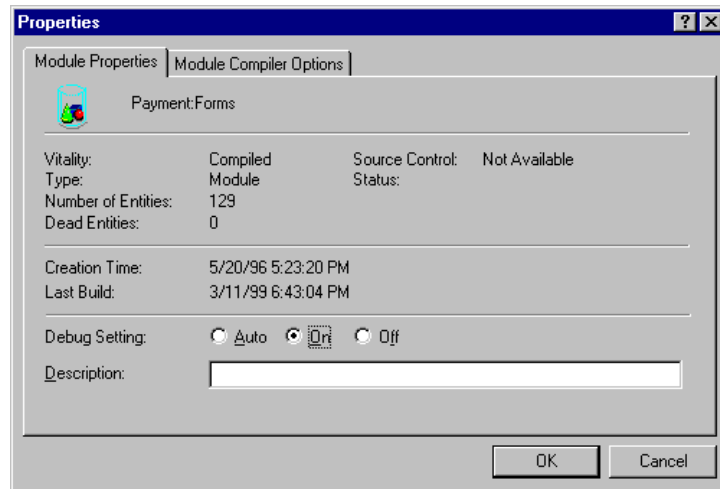 Properties
Module Properties Module Compiler Options
Payment:Forms
Vitality: Compiled Source Control: Not Available
Type: Module Status:
Number of Entities: 129
Dead Entities: 0
Creation Time: 5/20/96 5:23:20 PM
Last Build: 3/11/99 6:43:04 PM
Debug Setting: Auto On Off
Description:
OK Cancel